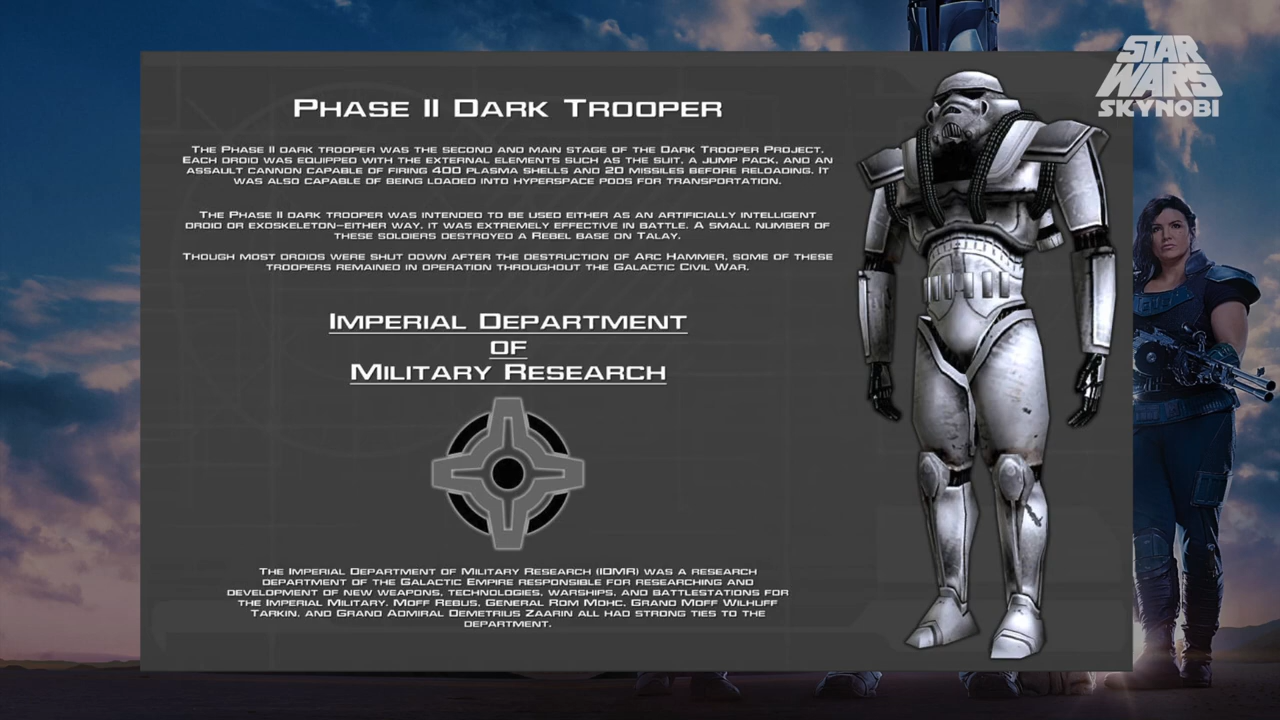 STAR
WARS
SKYNOBI
Phase II Dark Trooper
The Phase II dark trooper was the second and main stage of the Dark Trooper Project.
Each droid was equipped with the external elements such as the suit, a jump pack, and an
assault cannon capable of firing 400 plasma shells and 20 missiles before reloading. It
was also capable of being loaded into hyperspace pods for transportation.
The Phase II dark trooper was intended to be used either as an artificially intelligent
droid or exoskeleton—either way, it was extremely effective in battle. A small number of
these soldiers destroyed a Rebel base on Talay.
Though most droids were shut down after the destruction of Arc Hammer, some of these
troopers remained in operation throughout the Galactic Civil War.
Imperial Department
of
Military Research
The Imperial Department of Military Research (IDMR) was a research
department of the Galactic Empire responsible for researching and
development of new weapons, technologies, warships, and battlestations for
the Imperial Military. Moff Rebus, General Rom Mohc, Grand Moff Wilhuff
Tarkin, and Grand Admiral Demetrius Zaarin all had strong ties to the
department.